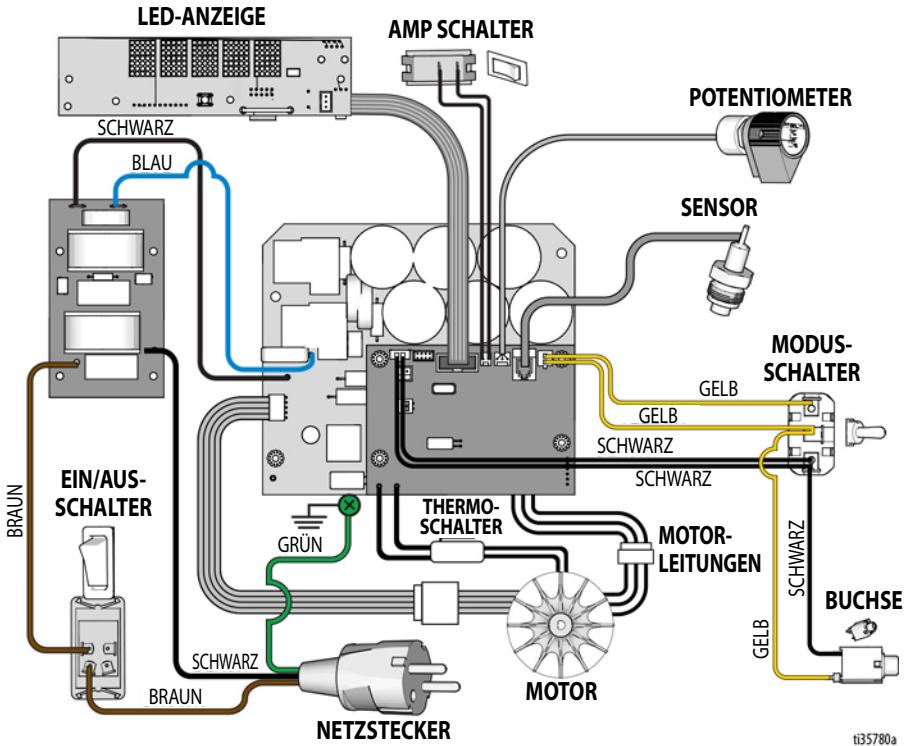 LED-ANZEIGE
AMP SCHALTER
POTENTIOMETER
SCHWARZ
BLAU
SENSOR
MODUS-
SCHALTER
GELB
GELB
SCHWARZ
SCHWARZ
EIN/AUS-
SCHALTER
BRAUN
THERMO-
SCHALTER
GRÜN
MOTOR-
LEITUNGEN
SCHWARZ
BUCHSE
GELB
SCHWARZ
BRAUN
MOTOR
NETZSTECKER
ti35780a